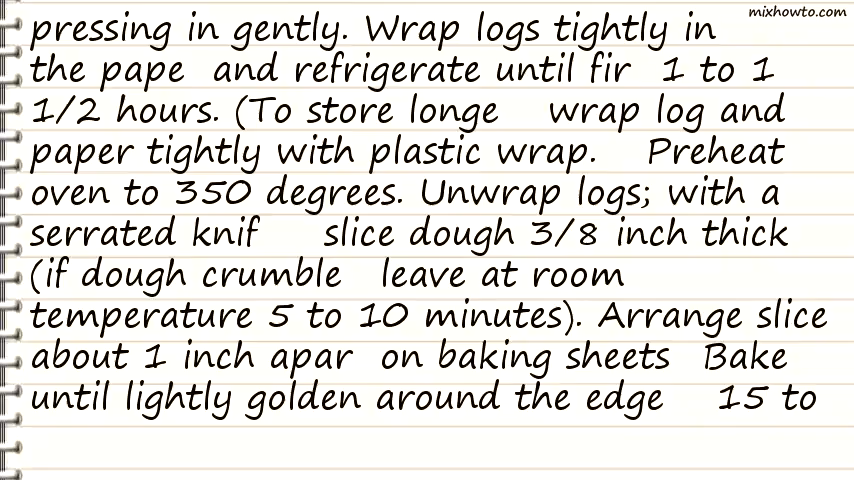 mixhowto.com
pressing in gently. Wrap logs tightly in
the pape and refrigerate until fir 1 to 1
1/2 hours. (To store longe wrap log and
paper tightly with plastic wrap. Preheat
oven to 350 degrees. Unwrap logs; with a
serrated knif slice dough 3/8 inch thick
(if dough crumble leave at room
temperature 5 to 10 minutes). Arrange slice
about 1 inch apar on baking sheets Bake
until lightly golden around the edge 15 to